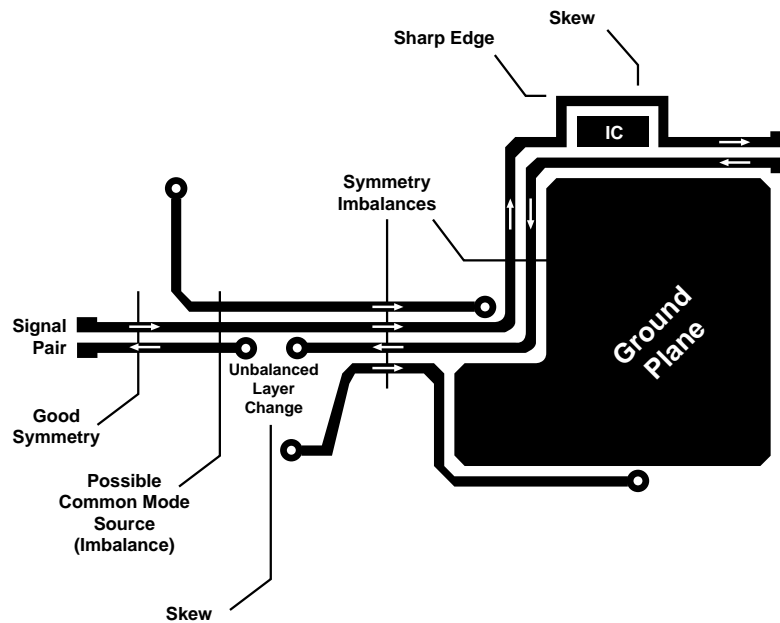 Skew
Sharp Edge
IC
Symmetry
Imbalances
Signal
Pair
Unbalanced
Layer
Change
Ground
Plane
Good
Symmetry
Possible
Common Mode
Source
(Imbalance)
Skew